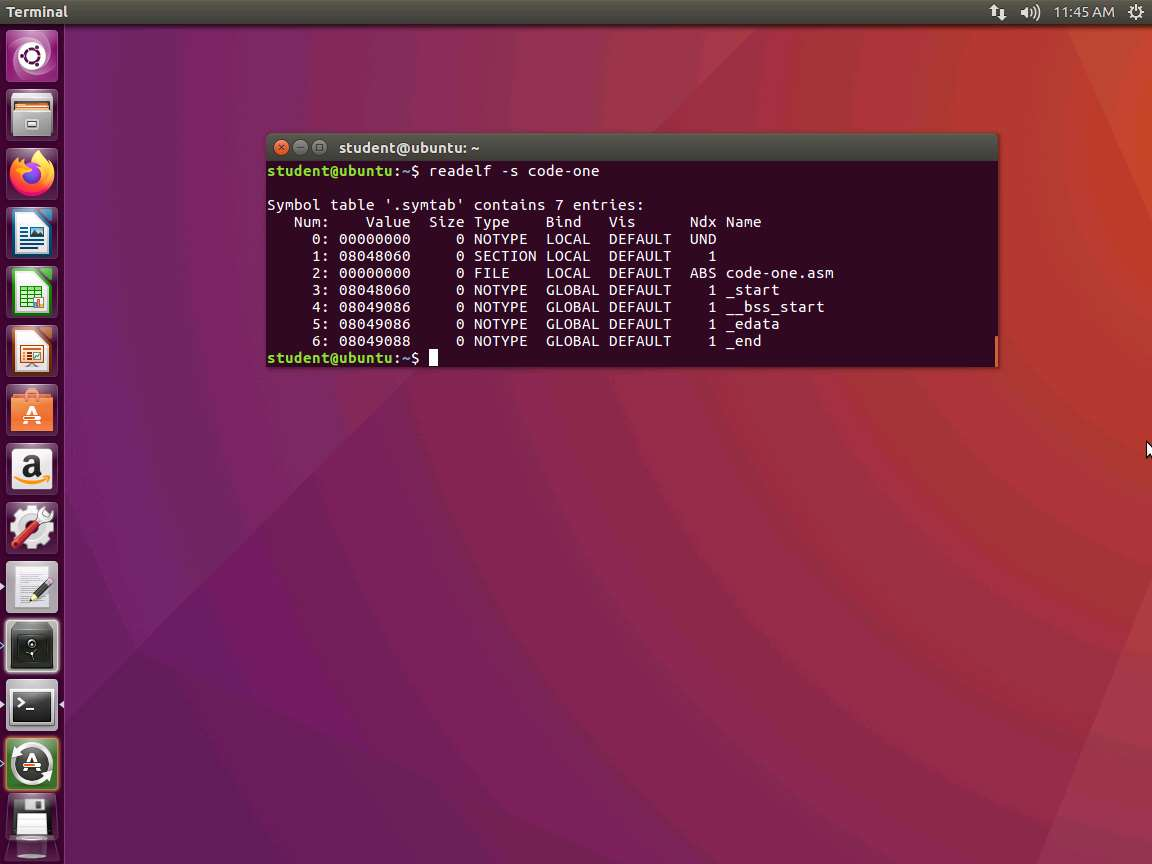 Terminal
11:45 AM
student@ubuntu: ~
student@ubuntu:~$ readelf -s code-one
Symbol table '.symtab' contains 7 entries:
   Num:    Value  Size Type    Bind   Vis      Ndx Name
     0: 00000000     0 NOTYPE  LOCAL  DEFAULT  UND
     1: 08048060     0 SECTION LOCAL  DEFAULT    1
     2: 00000000     0 FILE    LOCAL  DEFAULT  ABS code-one.asm
     3: 08048060     0 NOTYPE  GLOBAL DEFAULT    1 _start
     4: 08049086     0 NOTYPE  GLOBAL DEFAULT    1 __bss_start
     5: 08049086     0 NOTYPE  GLOBAL DEFAULT    1 _edata
     6: 08049088     0 NOTYPE  GLOBAL DEFAULT    1 _end
student@ubuntu:~$